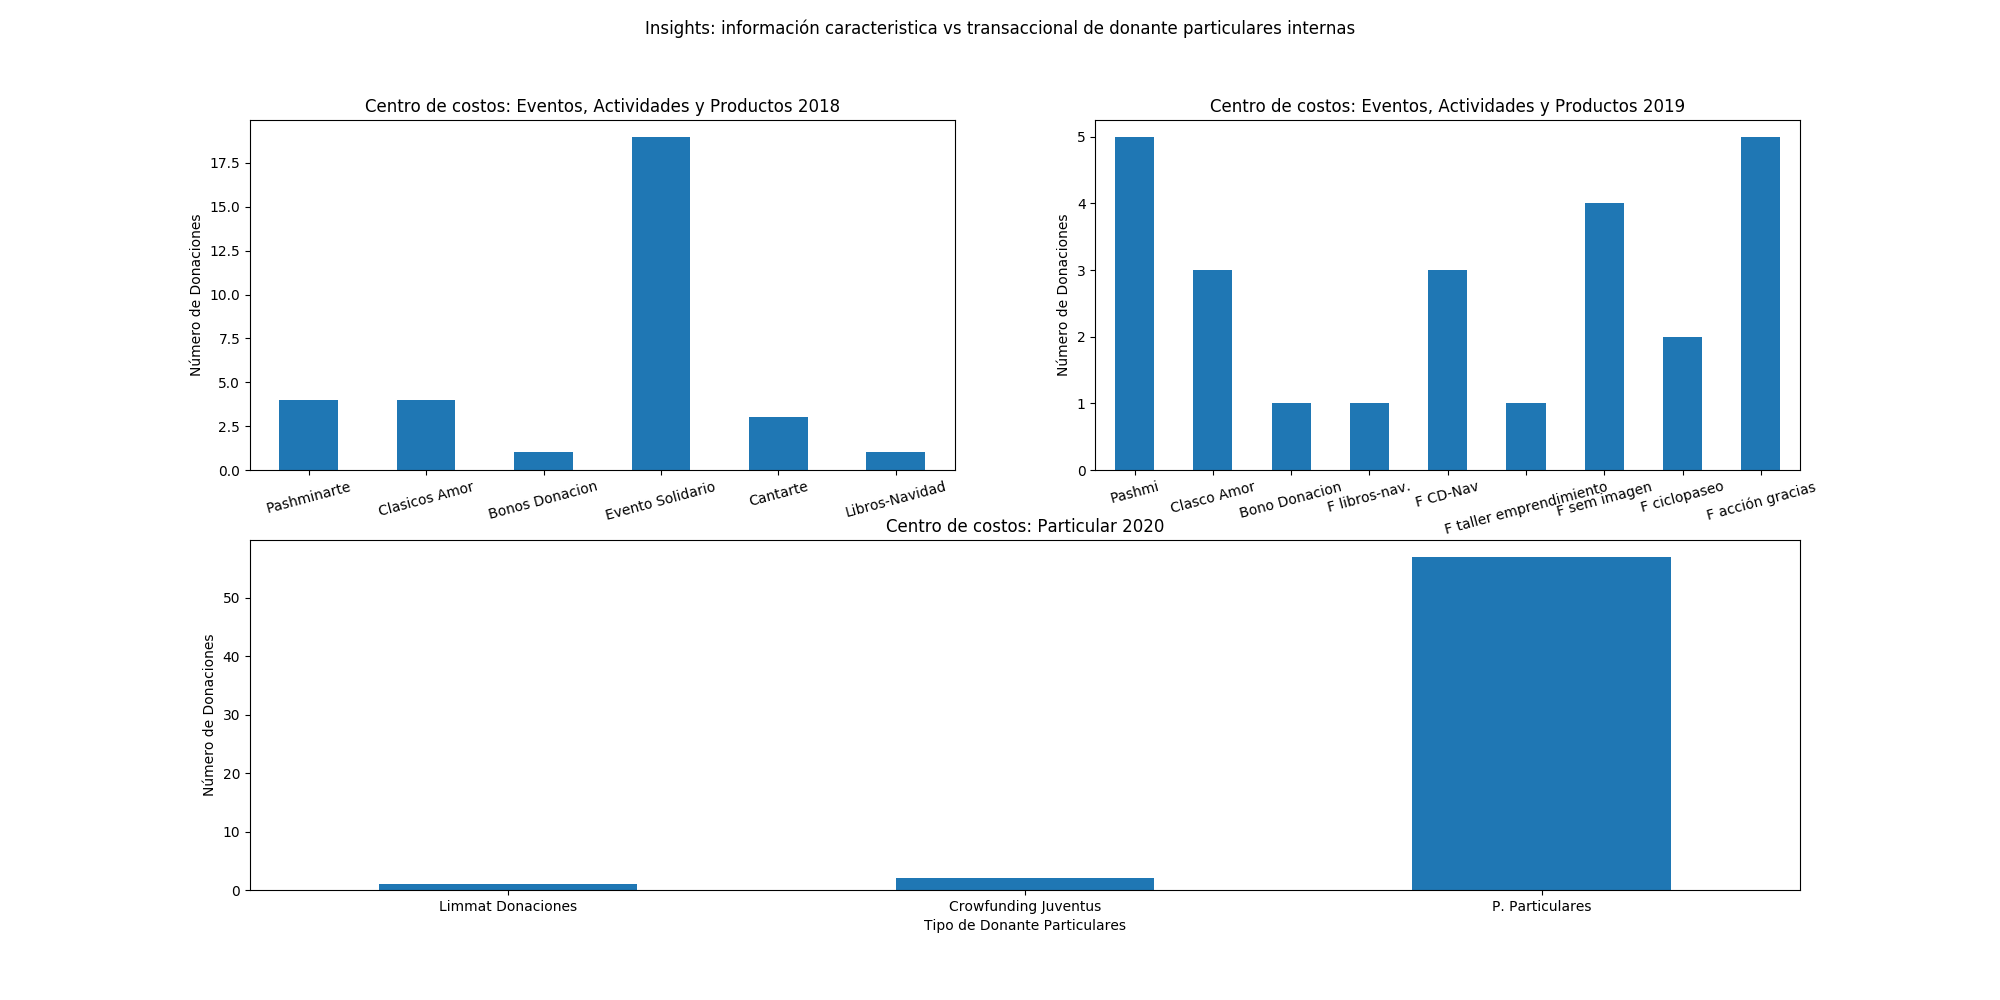 Insights: información caracteristica vs transaccional de donante particulares internas
Centro de costos: Eventos, Actividades y Productos 2018
Número de Donaciones
17.5
15.0
12.5
10.0
7.5
5.0
2.5
0.0
Pashminarte
Clasicos Amor
Bonos Donacion
Evento Solidario
Cantarte
Libros-Navidad
Centro de costos: Eventos, Actividades y Productos 2019
Número de Donaciones
5
4
3
2
1
0
Pashmi
Clasco Amor
Bono Donacion
F libros-nav.
F CD-Nav
F taller emprendimiento
F sem imagen
F ciclopaseo
F acción gracias
Centro de costos: Particular 2020
Número de Donaciones
50
40
30
20
10
0
Limmat Donaciones
Crowfunding Juventus
P. Particulares
Tipo de Donante Particulares